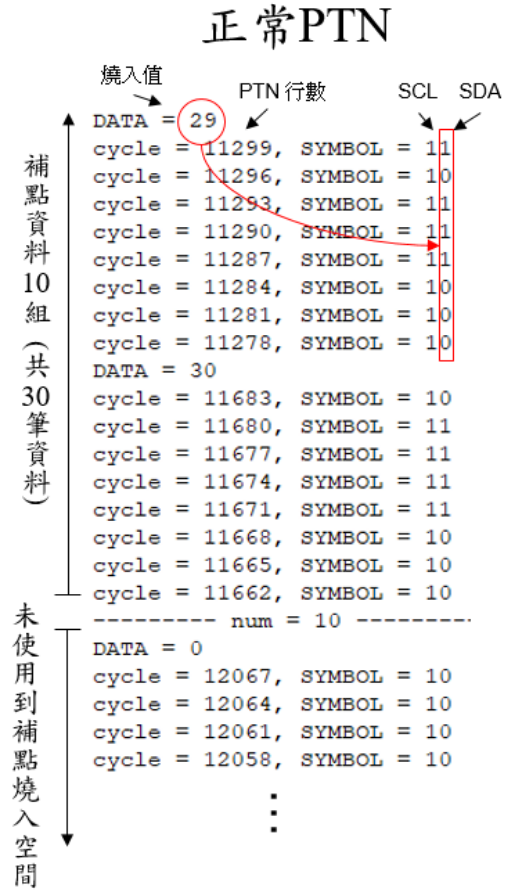 正常PTN
燒入值
PTN 行數
SCL SDA
DATA = 29
cycle = 11299, SYMBOL = 11
cycle = 11296, SYMBOL = 10
cycle = 11293, SYMBOL = 11
cycle = 11290, SYMBOL = 11
cycle = 11287, SYMBOL = 11
cycle = 11284, SYMBOL = 10
cycle = 11281, SYMBOL = 10
cycle = 11278, SYMBOL = 10
DATA = 30
cycle = 11683, SYMBOL = 10
cycle = 11680, SYMBOL = 11
cycle = 11677, SYMBOL = 11
cycle = 11674, SYMBOL = 11
cycle = 11671, SYMBOL = 11
cycle = 11668, SYMBOL = 10
cycle = 11665, SYMBOL = 10
cycle = 11662, SYMBOL = 10
--------- num = 10 ---------
DATA = 0
cycle = 12067, SYMBOL = 10
cycle = 12064, SYMBOL = 10
cycle = 12061, SYMBOL = 10
cycle = 12058, SYMBOL = 10
⋮
補點資料10組(共30筆資料)
未使用到補點燒入空間